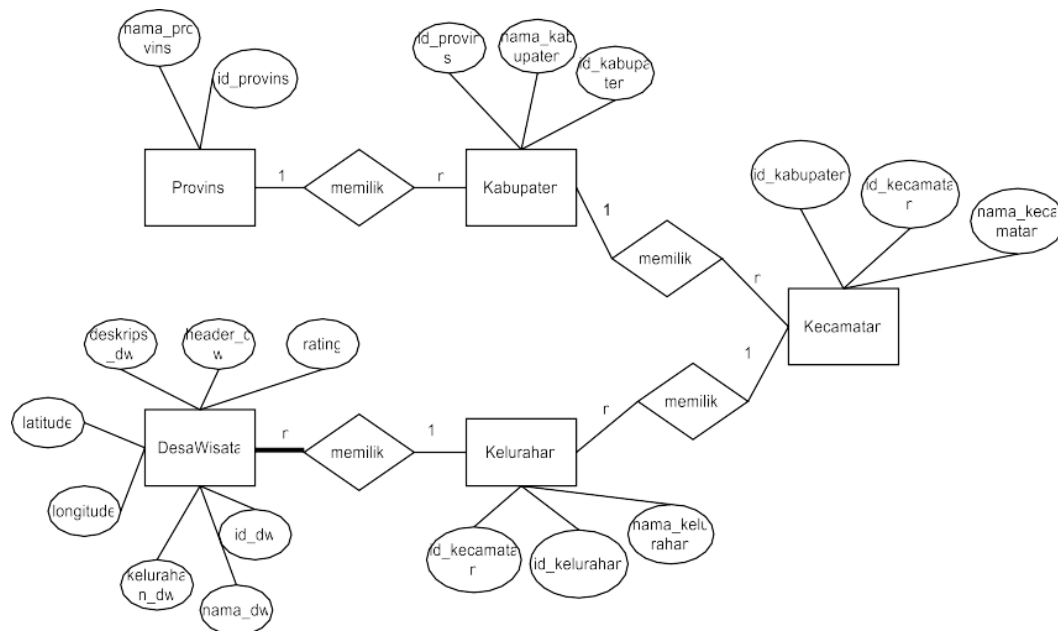 nama_pro
vins
id_provins
id_provin
s
nama_kab
upater
id_kabupa
ter
Provins
1
memilik
r
Kabupater
id_kabupater
id_kecamata
r
nama_keca
matar
1
memilik
r
Kecamatar
deskrips
_dw
header_d
w
rating
1
memilik
r
latitude
DesaWisata
r
memilik
1
Kelurahar
longitude
id_dw
keluraha
n_dw
nama_dw
id_kecamata
r
id_kelurahar
nama_kelu
rahar